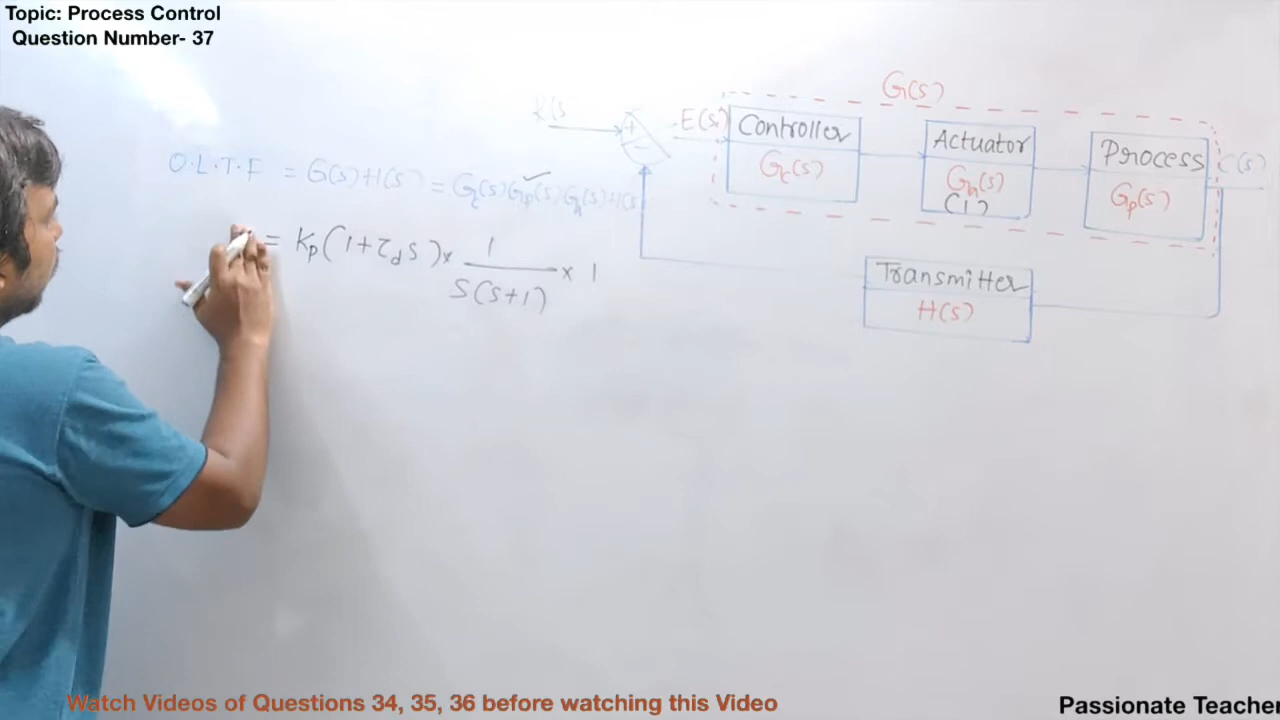 Topic: Process Control
Question Number- 37
G(s)
R(s
E(s)
+
-
Controller
Gc(s)
Actuator
Ga(s)
(1)
Process
Gp(s)
C(s)
O.L.T.F = G(s)H(s) = Gc(s)Gp(s)Ga(s)H(s)
= Kp(1+τds) × 1/S(S+1) × 1
Transmitter
H(s)
Watch Videos of Questions 34, 35, 36 before watching this Video
Passionate Teacher